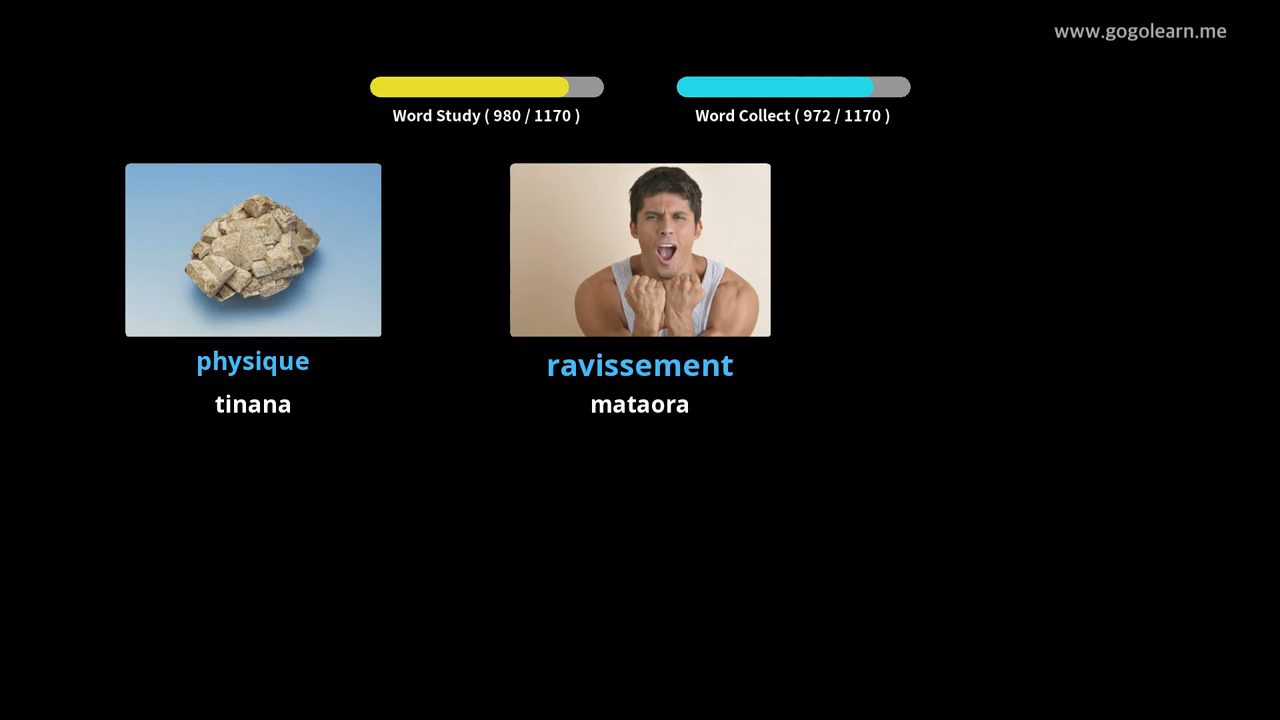 www.gogolearn.me
Word Study ( 980 / 1170 )
Word Collect ( 972 / 1170 )
physique
tinana
ravissement
mataora